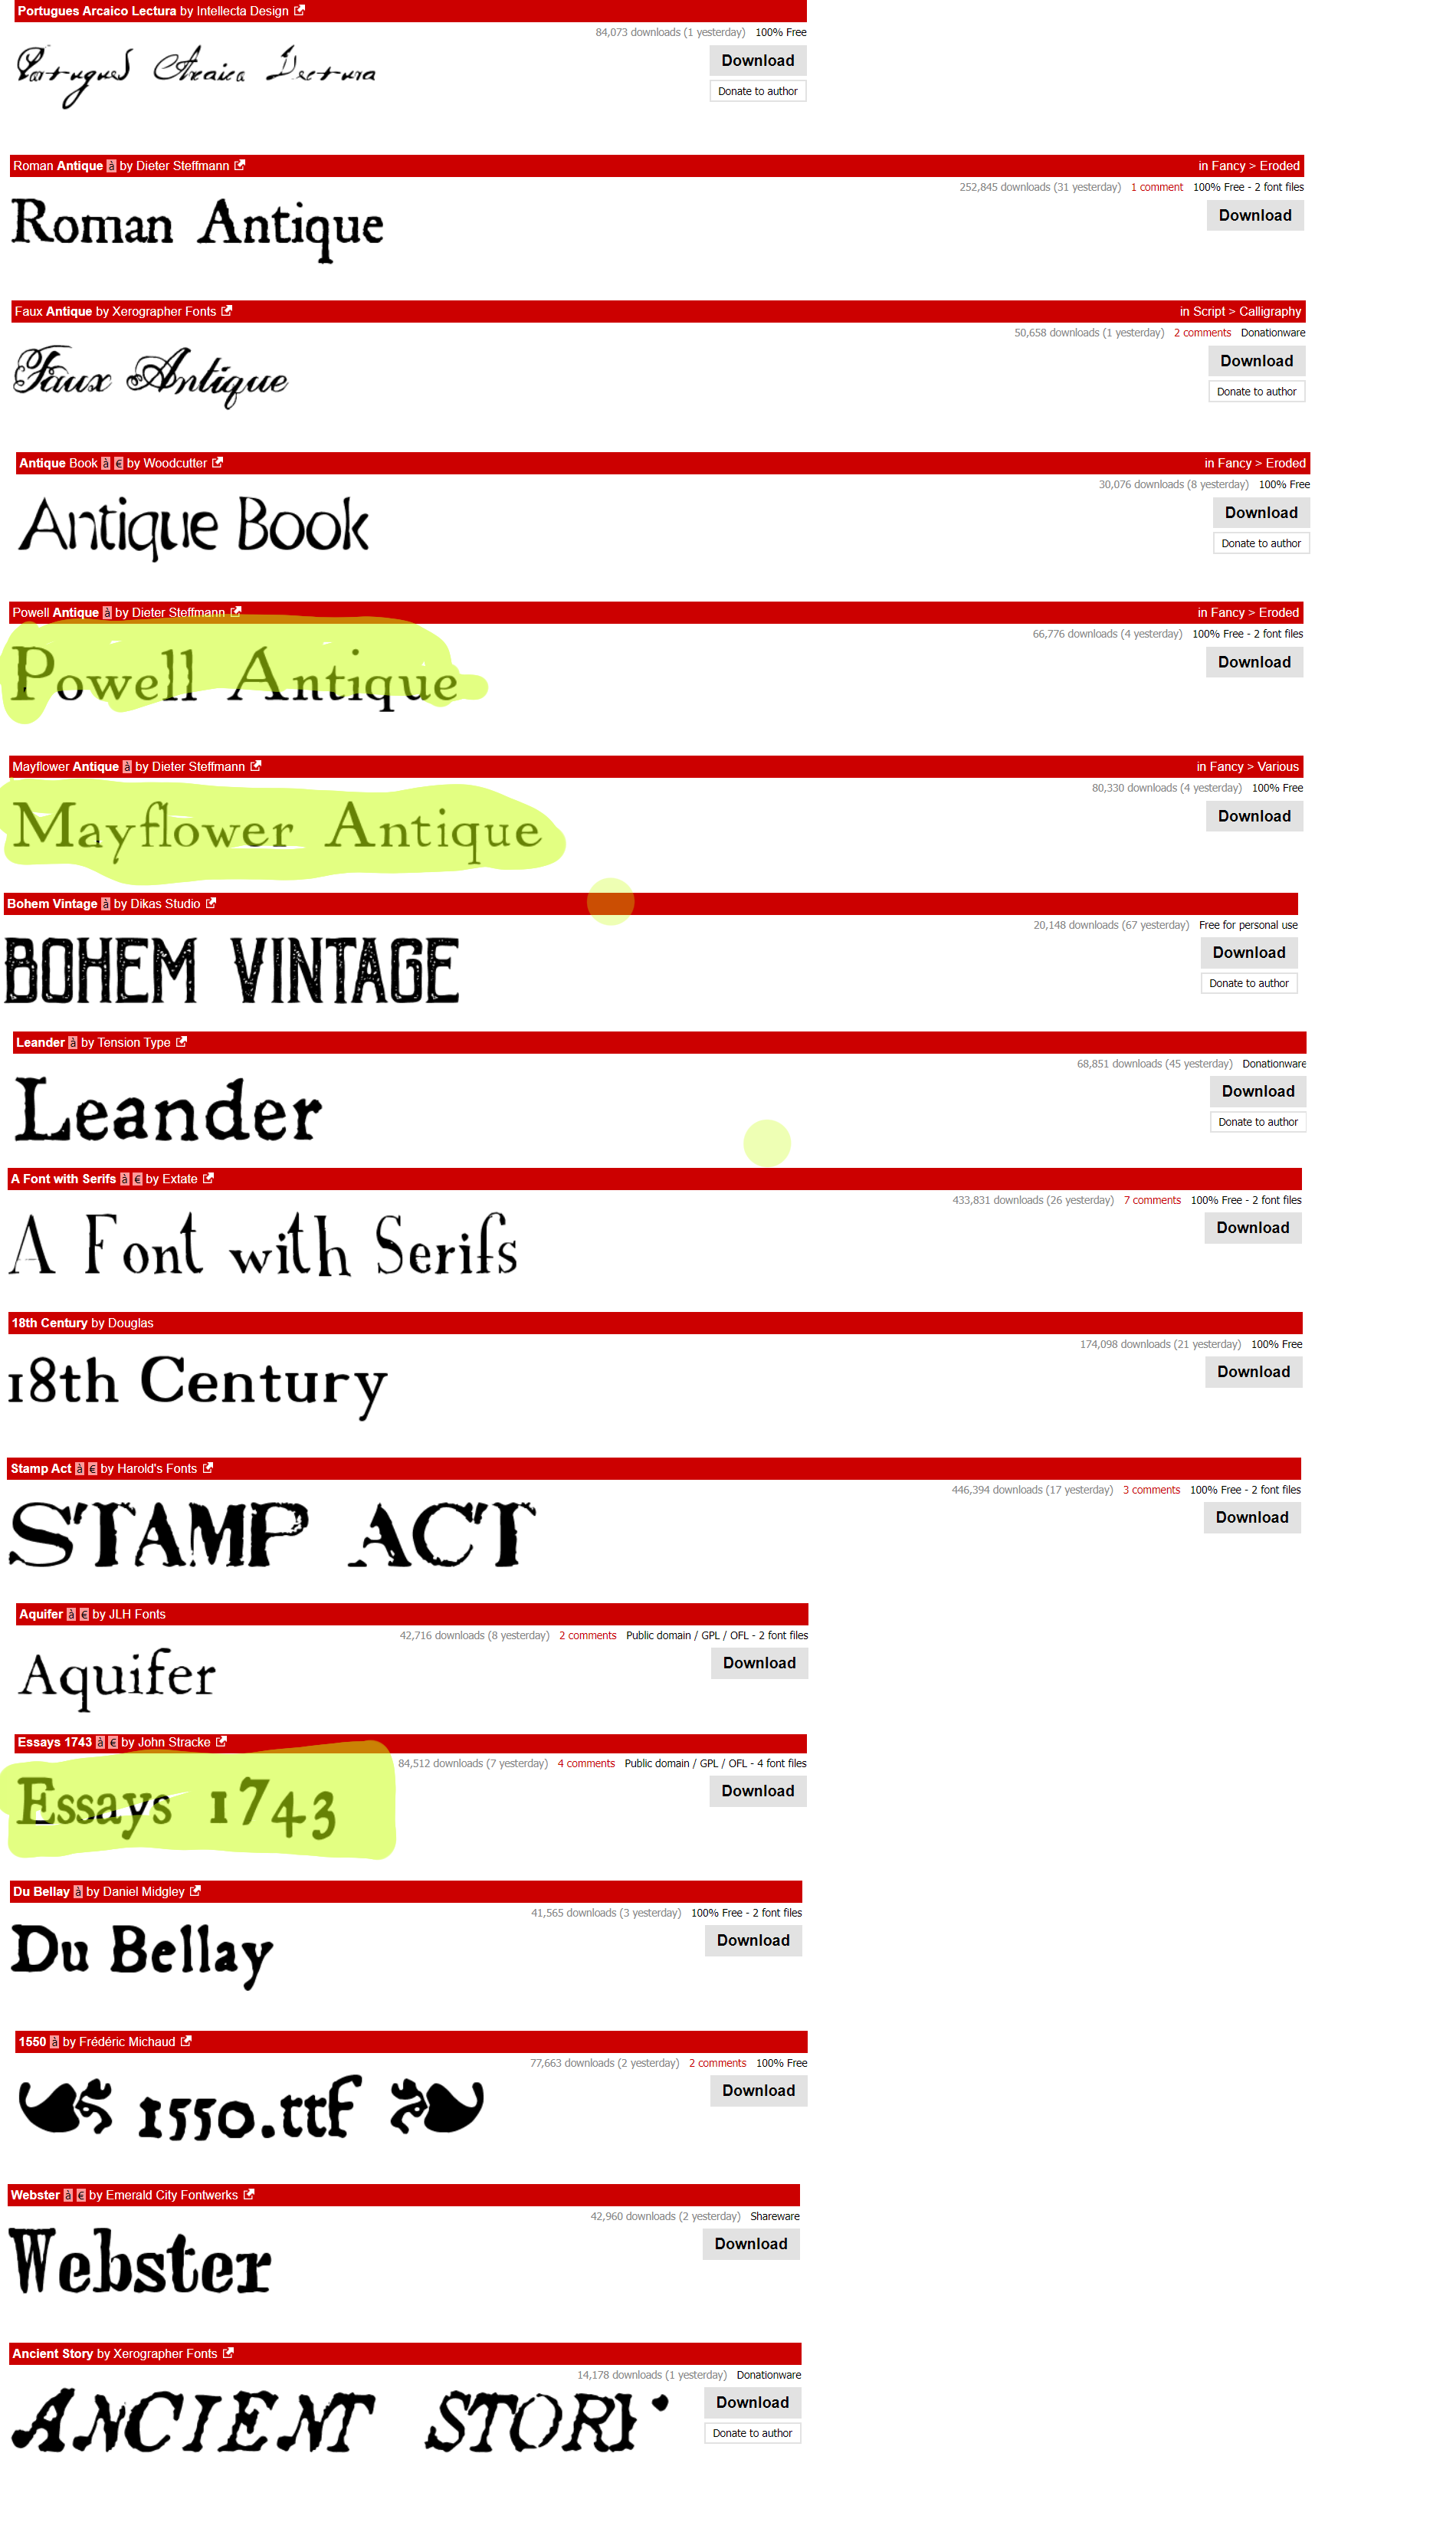 Portugues Arcaico Lectura by Intellecta Design
84,073 downloads (1 yesterday) 100% Free
Portugues Arcaico Lectura
Download
Donate to author
Roman Antique à by Dieter Steffmann in Fancy > Eroded
252,845 downloads (31 yesterday) 1 comment 100% Free - 2 font files
Roman Antique
Download
Faux Antique by Xerographer Fonts in Script > Calligraphy
50,658 downloads (1 yesterday) 2 comments Donationware
Faux Antique
Download
Donate to author
Antique Book à € by Woodcutter in Fancy > Eroded
30,076 downloads (8 yesterday) 100% Free
Antique Book
Download
Donate to author
Powell Antique à by Dieter Steffmann in Fancy > Eroded
66,776 downloads (4 yesterday) 100% Free - 2 font files
Powell Antique
Download
Mayflower Antique à by Dieter Steffmann in Fancy > Various
80,330 downloads (4 yesterday) 100% Free
Mayflower Antique
Download
Bohem Vintage à by Dikas Studio
20,148 downloads (67 yesterday) Free for personal use
BOHEM VINTAGE
Download
Donate to author
Leander à by Tension Type
68,851 downloads (45 yesterday) Donationware
Leander
Download
Donate to author
A Font with Serifs à € by Extate
433,831 downloads (26 yesterday) 7 comments 100% Free - 2 font files
A Font with Serifs
Download
18th Century by Douglas
174,098 downloads (21 yesterday) 100% Free
18th Century
Download
Stamp Act à € by Harold's Fonts
446,394 downloads (17 yesterday) 3 comments 100% Free - 2 font files
STAMP ACT
Download
Aquifer à € by JLH Fonts
42,716 downloads (8 yesterday) 2 comments Public domain / GPL / OFL - 2 font files
Aquifer
Download
Essays 1743 à € by John Stracke
84,512 downloads (7 yesterday) 4 comments Public domain / GPL / OFL - 4 font files
Essays 1743
Download
Du Bellay à by Daniel Midgley
41,565 downloads (3 yesterday) 100% Free - 2 font files
Du Bellay
Download
1550 à by Frédéric Michaud
77,663 downloads (2 yesterday) 2 comments 100% Free
1550.ttf
Download
Webster à € by Emerald City Fontwerks
42,960 downloads (2 yesterday) Shareware
Webster
Download
Ancient Story by Xerographer Fonts
14,178 downloads (1 yesterday) Donationware
ANCIENT STORY
Download
Donate to author